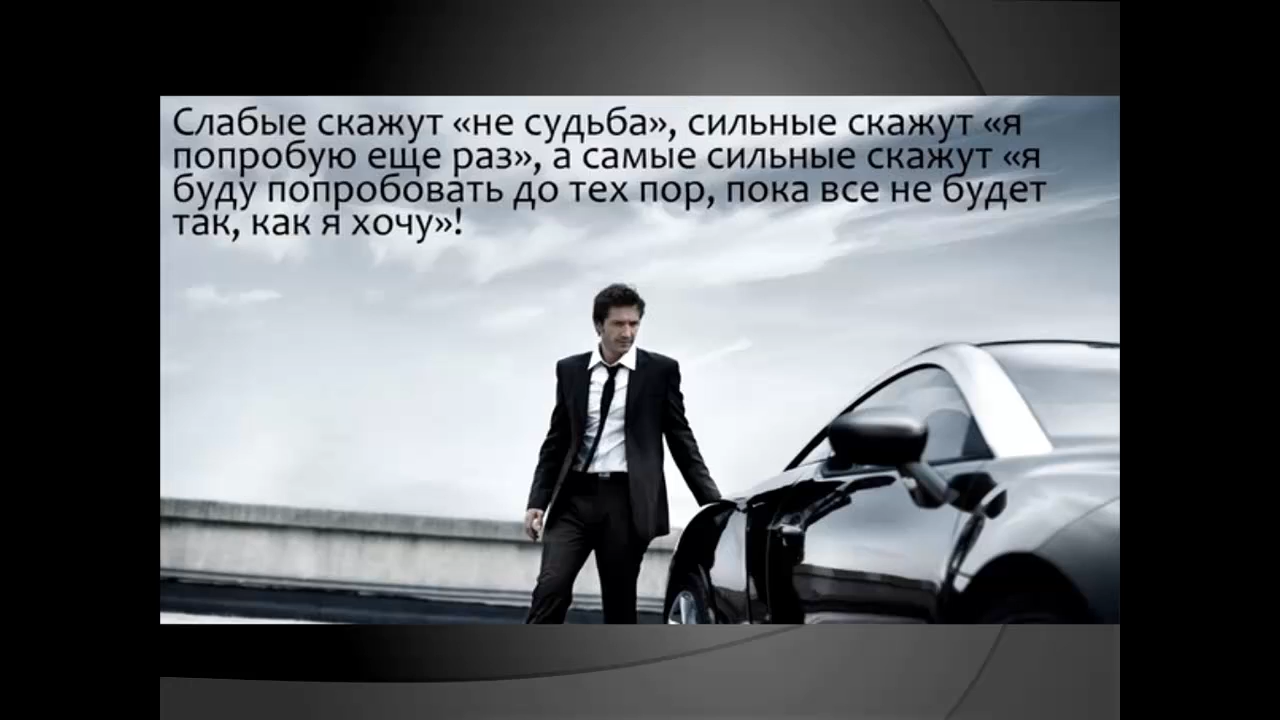 Слабые скажут «не судьба», сильные скажут «я
попробую еще раз», а самые сильные скажут «я
буду попробовать до тех пор, пока все не будет
так, как я хочу»!